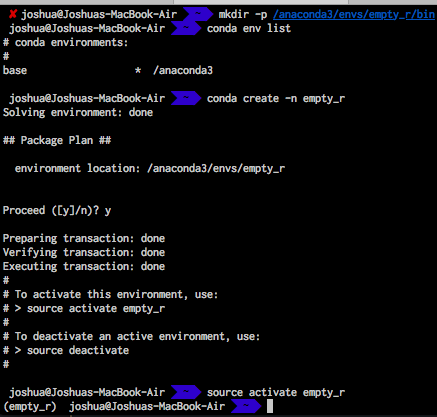 ✘ joshua@Joshuas-MacBook-Air ~ mkdir -p /anaconda3/envs/empty_r/bin
joshua@Joshuas-MacBook-Air ~ conda env list
# conda environments:
#
base * /anaconda3
joshua@Joshuas-MacBook-Air ~ conda create -n empty_r
Solving environment: done
## Package Plan ##
environment location: /anaconda3/envs/empty_r
Proceed ([y]/n)? y
Preparing transaction: done
Verifying transaction: done
Executing transaction: done
#
# To activate this environment, use:
# > source activate empty_r
#
# To deactivate an active environment, use:
# > source deactivate
#
joshua@Joshuas-MacBook-Air ~ source activate empty_r
(empty_r) joshua@Joshuas-MacBook-Air ~